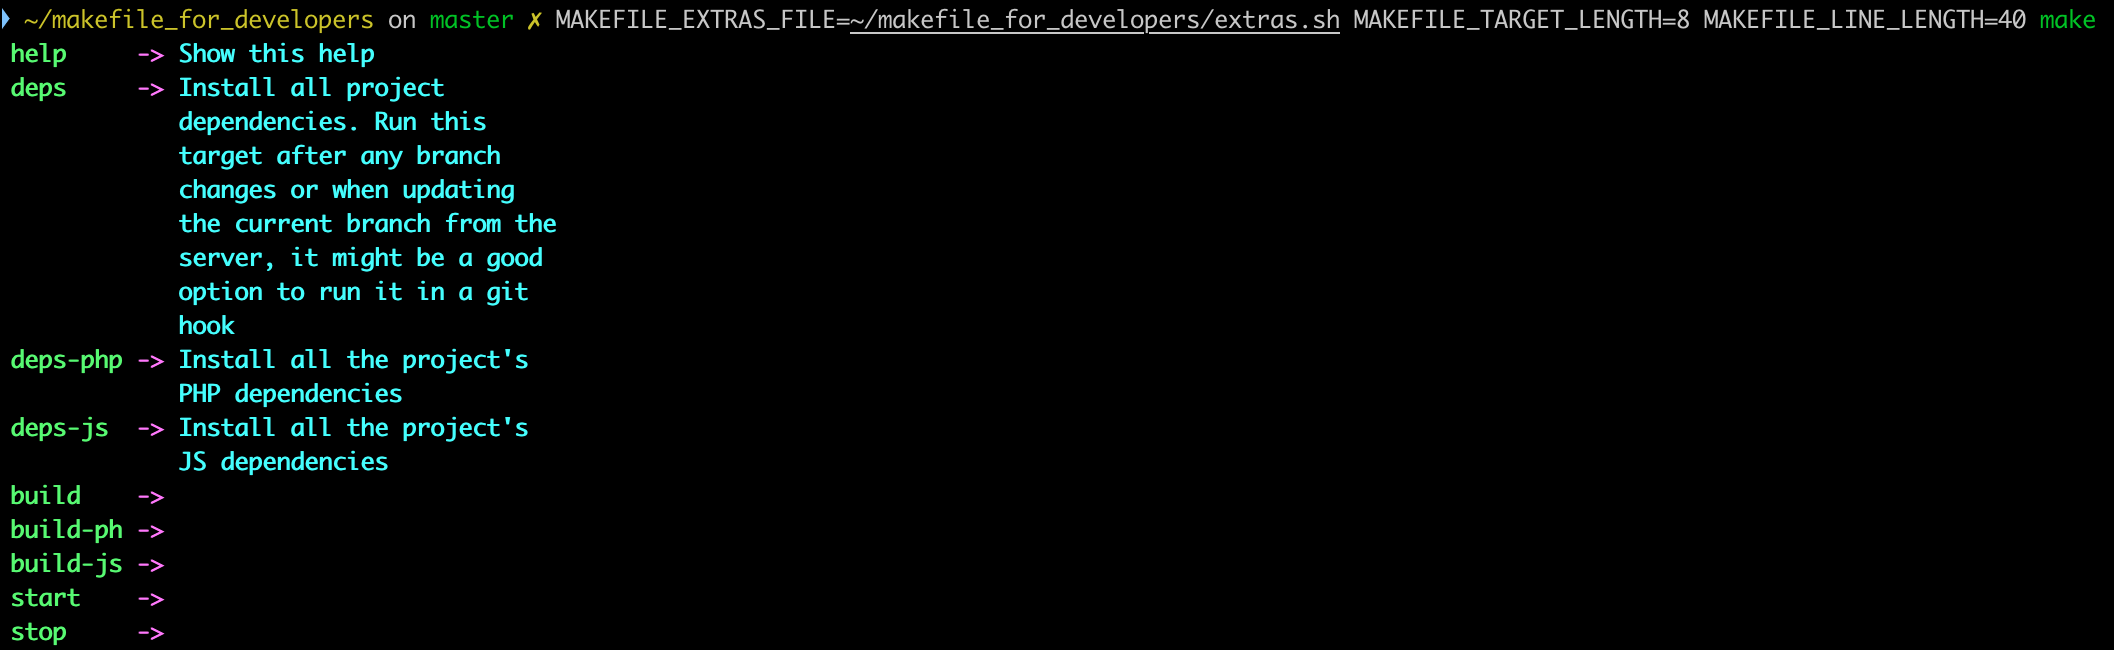 ~/makefile_for_developers on master ✗ MAKEFILE_EXTRAS_FILE=~/makefile_for_developers/extras.sh MAKEFILE_TARGET_LENGTH=8 MAKEFILE_LINE_LENGTH=40 make
help     -> Show this help
deps     -> Install all project
            dependencies. Run this
            target after any branch
            changes or when updating
            the current branch from the
            server, it might be a good
            option to run it in a git
            hook
deps-php -> Install all the project's
            PHP dependencies
deps-js  -> Install all the project's
            JS dependencies
build    ->
build-ph ->
build-js ->
start    ->
stop     ->